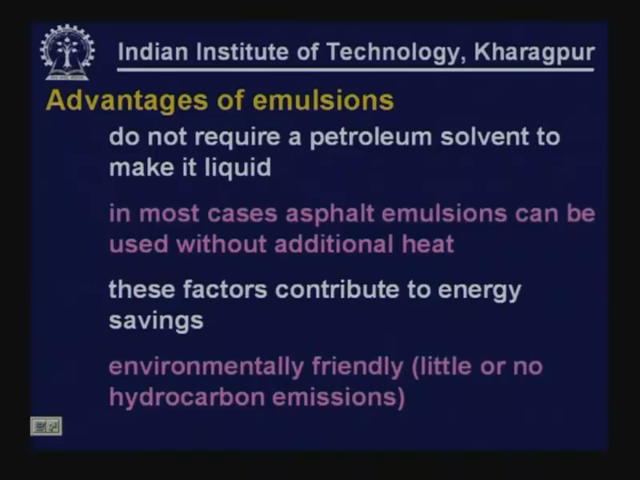 Indian Institute of Technology, Kharagpur
Advantages of emulsions
do not require a petroleum solvent to
make it liquid
in most cases asphalt emulsions can be
used without additional heat
these factors contribute to energy
savings
environmentally friendly (little or no
hydrocarbon emissions)